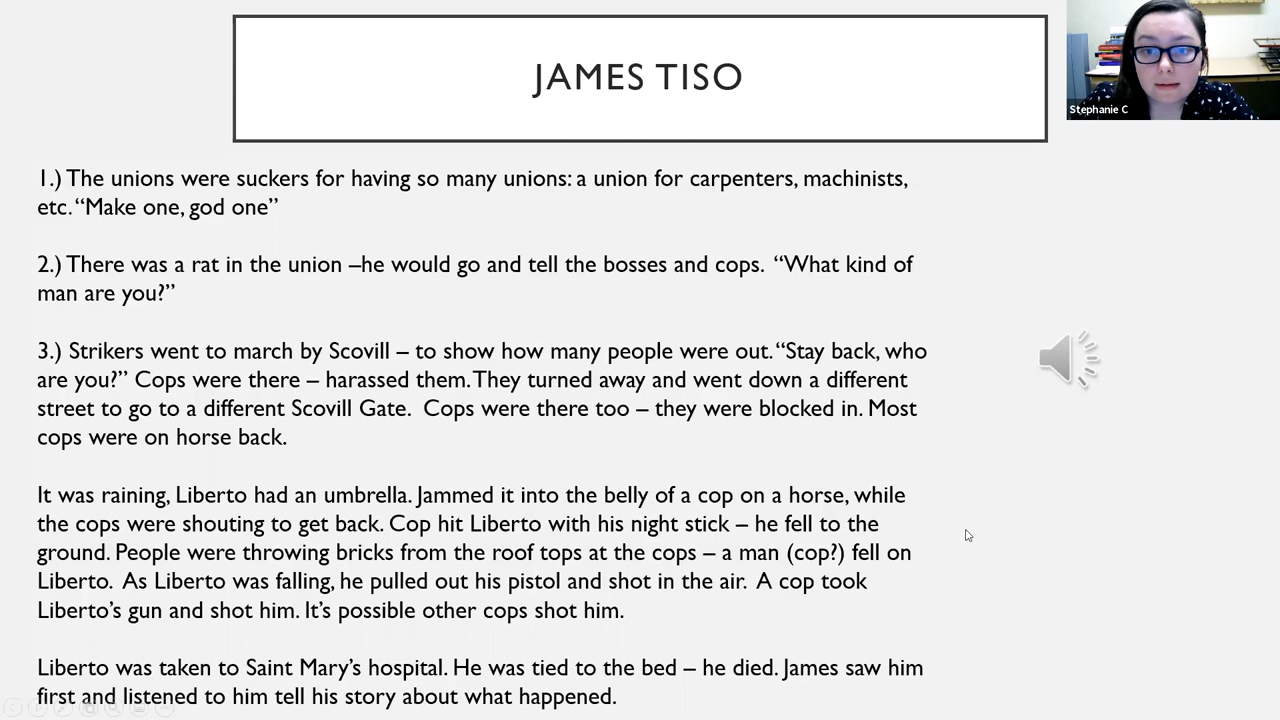 JAMES TISO
Stephanie C
1.) The unions were suckers for having so many unions: a union for carpenters, machinists,
etc. “Make one, god one”
2.) There was a rat in the union –he would go and tell the bosses and cops. “What kind of
man are you?”
3.) Strikers went to march by Scovill – to show how many people were out. “Stay back, who
are you?” Cops were there – harassed them. They turned away and went down a different
street to go to a different Scovill Gate. Cops were there too – they were blocked in. Most
cops were on horse back.
It was raining, Liberto had an umbrella. Jammed it into the belly of a cop on a horse, while
the cops were shouting to get back. Cop hit Liberto with his night stick – he fell to the
ground. People were throwing bricks from the roof tops at the cops – a man (cop?) fell on
Liberto. As Liberto was falling, he pulled out his pistol and shot in the air. A cop took
Liberto’s gun and shot him. It’s possible other cops shot him.
Liberto was taken to Saint Mary’s hospital. He was tied to the bed – he died. James saw him
first and listened to him tell his story about what happened.